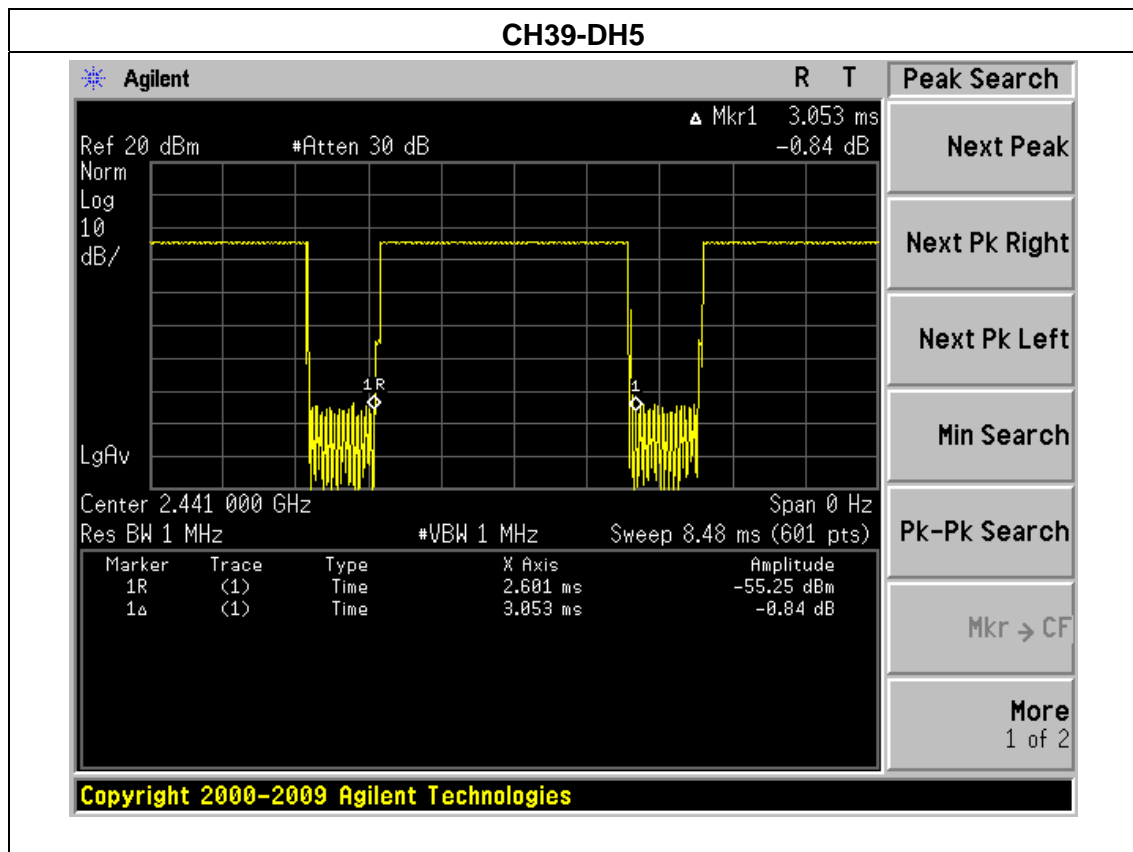 CH39-DH5
Agilent R T Peak Search
▵ Mkr1 3.053 ms
Ref 20 dBm #Atten 30 dB -0.84 dB
Norm
Log
10
dB/
1R
1
LgAv
Center 2.441 000 GHz Span 0 Hz
Res BW 1 MHz #VBW 1 MHz Sweep 8.48 ms (601 pts)
Marker Trace Type X Axis Amplitude
1R (1) Time 2.601 ms -55.25 dBm
1▵ (1) Time 3.053 ms -0.84 dB
Next Peak
Next Pk Right
Next Pk Left
Min Search
Pk-Pk Search
Mkr → CF
More
1 of 2
Copyright 2000-2009 Agilent Technologies